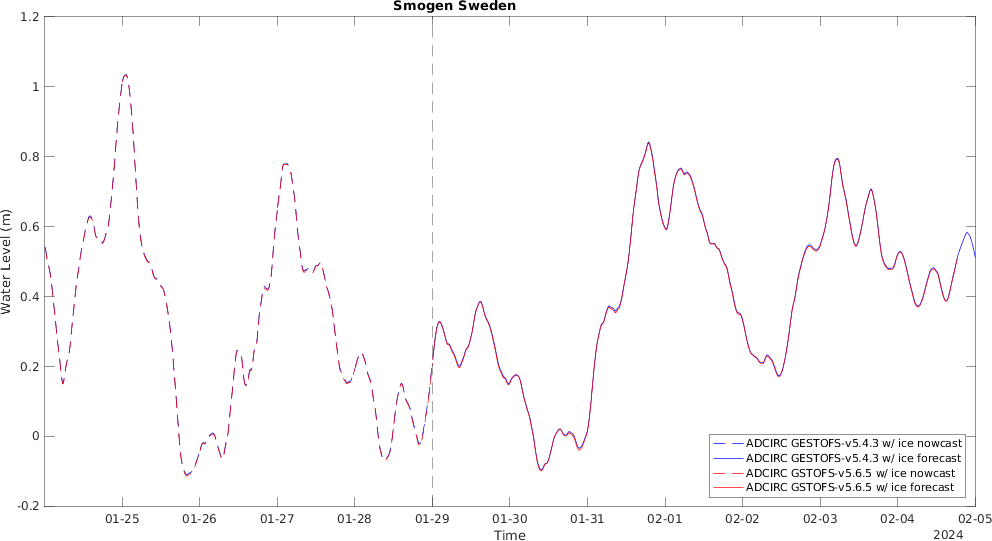 Smogen Sweden
1.2
1
0.8
0.6
0.4
0.2
0
-0.2
Water Level (m)
ADCIRC GESTOFS-v5.4.3 w/ ice nowcast
ADCIRC GESTOFS-v5.4.3 w/ ice forecast
ADCIRC GSTOFS-v5.6.5 w/ ice nowcast
ADCIRC GSTOFS-v5.6.5 w/ ice forecast
01-25 01-26 01-27 01-28 01-29 01-30 01-31 02-01 02-02 02-03 02-04 02-05
Time
2024